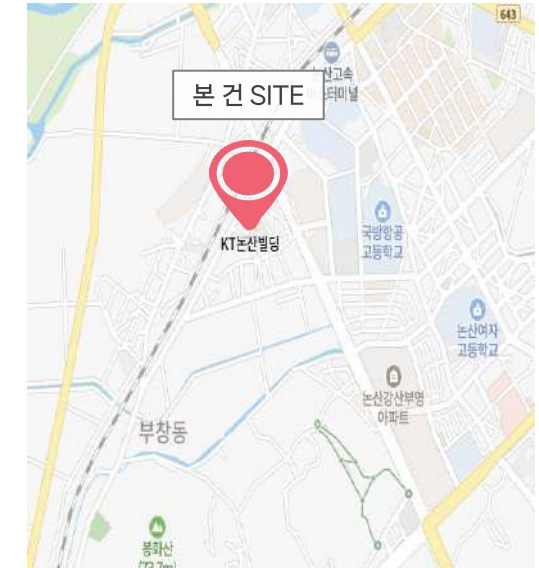 643
논산고속
버스터미널
본 건 SITE
KT논산빌딩
국방항공
고등학교
논산여자
고등학교
논산강산부영
아파트
부창동
봉화산